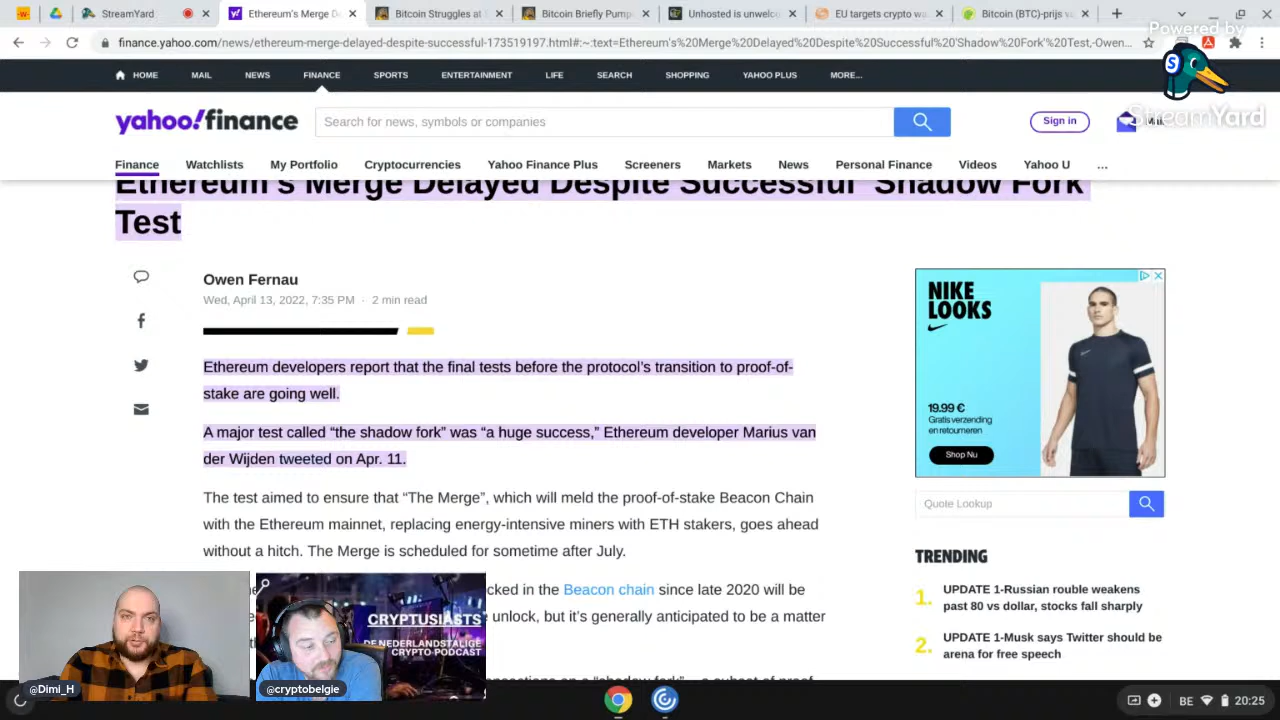 StreamYard
Ethereum's Merge D
Bitcoin Struggles at
Bitcoin Briefly Pump
Unhosted is unwelc
EU targets crypto w
Bitcoin (BTC)-prijs v
finance.yahoo.com/news/ethereum-merge-delayed-despite-successful-173519197.html#:~:text=Ethereum's%20Merge%20Delayed%20Despite%20Successful%20'Shadow%20Fork'%20Test,-Owen...
Powered by
StreamYard
HOME MAIL NEWS FINANCE SPORTS ENTERTAINMENT LIFE SEARCH SHOPPING YAHOO PLUS MORE...
yahoo!finance
Search for news, symbols or companies
Sign in
Finance Watchlists My Portfolio Cryptocurrencies Yahoo Finance Plus Screeners Markets News Personal Finance Videos Yahoo U ...
Ethereum's Merge Delayed Despite Successful 'Shadow Fork'
Test
Owen Fernau
Wed, April 13, 2022, 7:35 PM · 2 min read
Ethereum developers report that the final tests before the protocol's transition to proof-of-
stake are going well.
A major test called “the shadow fork” was “a huge success,” Ethereum developer Marius van
der Wijden tweeted on Apr. 11.
The test aimed to ensure that “The Merge”, which will meld the proof-of-stake Beacon Chain
with the Ethereum mainnet, replacing energy-intensive miners with ETH stakers, goes ahead
without a hitch. The Merge is scheduled for sometime after July.
cked in the Beacon chain since late 2020 will be
unlock, but it's generally anticipated to be a matter
NIKE
LOOKS
19.99 €
Gratis verzending
en retourneren
Shop Nu
Quote Lookup
TRENDING
1. UPDATE 1-Russian rouble weakens
past 80 vs dollar, stocks fall sharply
2. UPDATE 1-Musk says Twitter should be
arena for free speech
CRYPTUSIASTS
DE NEDERLANDSTALIGE
CRYPTO-PODCAST
@Dimi_H
@cryptobelgie
BE 20:25